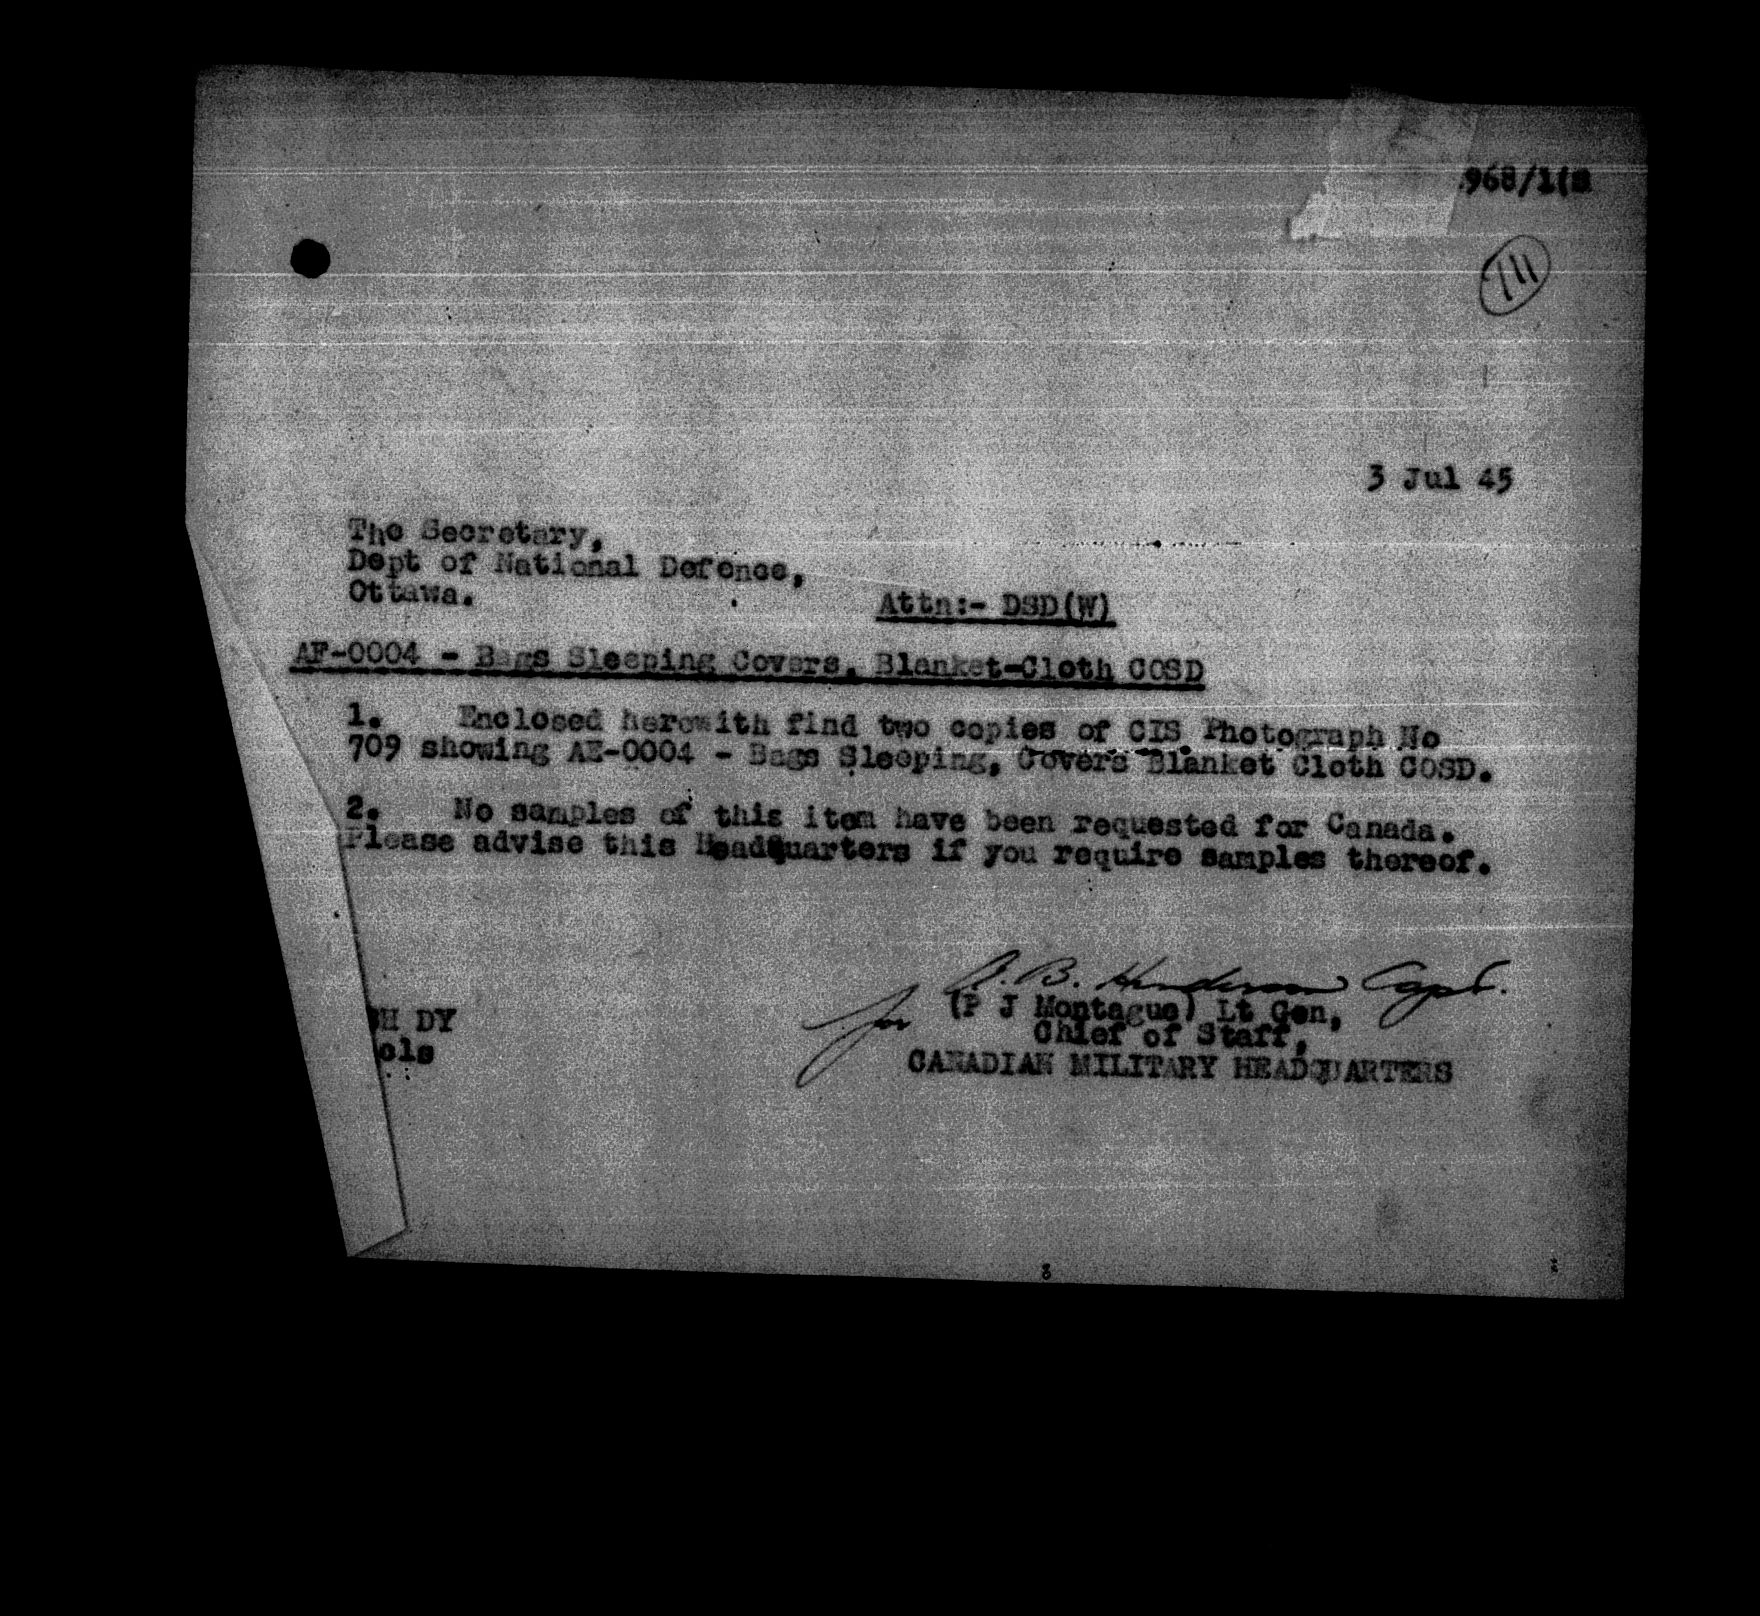 968/1(S
711
3 Jul 45
The Secretary,
Dept of National Defence,
Ottawa.
Attn:- DSD(W)
AF-0004 - Bags Sleeping Covers, Blanket-Cloth COSD
1. Enclosed herewith find two copies of CIS Photograph No
709 showing AE-0004 - Bags Sleeping, Covers Blanket Cloth COSD.
2. No samples of this item have been requested for Canada.
Please advise this HeadQuarters if you require samples thereof.
B. Henderson Capt.
for (P J Montague) Lt Gen,
Chief of Staff,
CANADIAN MILITARY HEADQUARTERS
H DY
cls